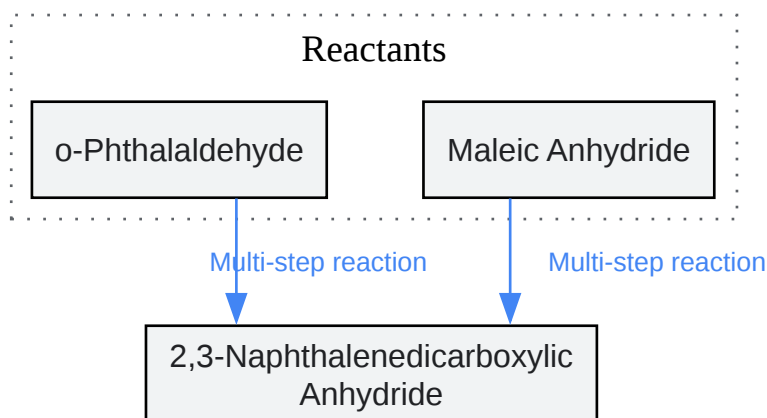 Reactants
o-Phthalaldehyde
Maleic Anhydride
Multi-step reaction
Multi-step reaction
2,3-Naphthalenedicarboxylic
Anhydride